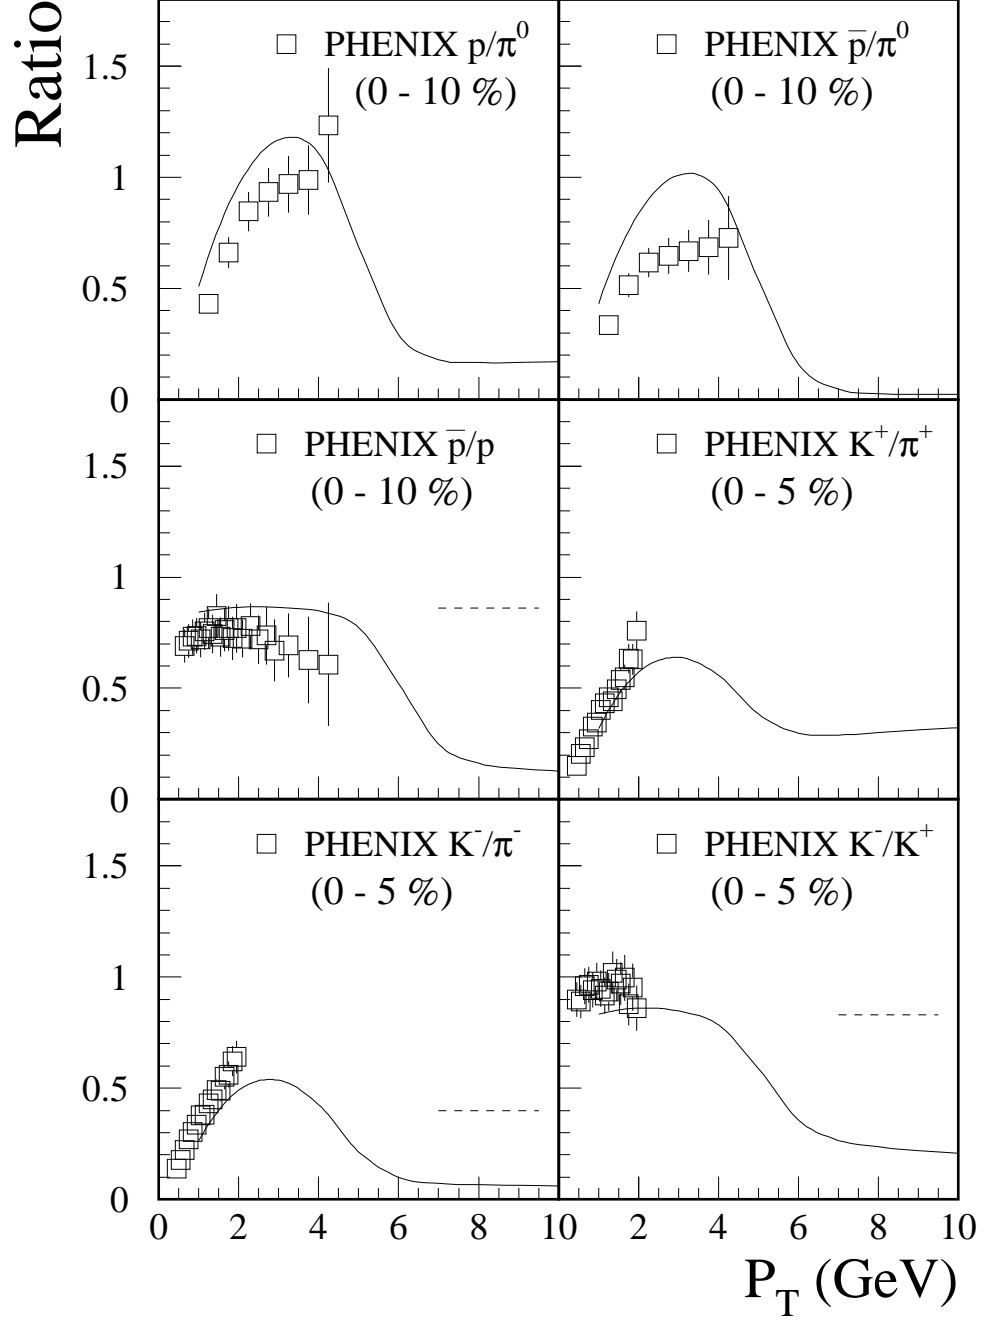 Ratio
PHENIX p/π⁰
(0 - 10 %)
PHENIX p̅/π⁰
(0 - 10 %)
1.5
1
0.5
0
PHENIX p̅/p
(0 - 10 %)
PHENIX K⁺/π⁺
(0 - 5 %)
1.5
1
0.5
0
PHENIX K⁻/π⁻
(0 - 5 %)
PHENIX K⁻/K⁺
(0 - 5 %)
1.5
1
0.5
0
0 2 4 6 8 10 2 4 6 8 10
P_T (GeV)